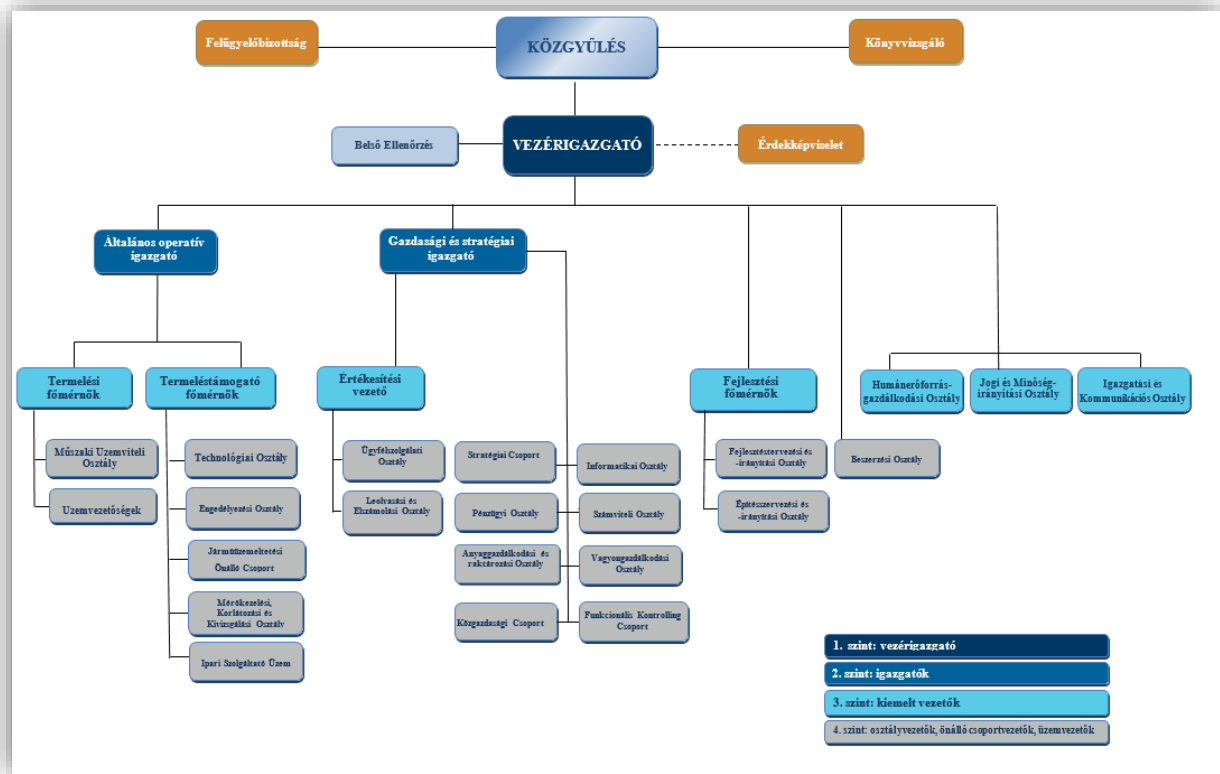 Felügyelőbizottság
KÖZGYŰLÉS
Könyvvizsgáló
Belső Ellenőrzés
VEZÉRIGAZGATÓ
Érdekképviselet
Általános operatív
igazgató
Gazdasági és stratégiai
igazgató
Termelési
főmérnök
Termeléstámogató
főmérnök
Értékesítési
vezető
Fejlesztési
főmérnök
Humánerőforrás-
gazdálkodási Osztály
Jogi és Minőség-
irányítási Osztály
Igazgatási és
Kommunikációs Osztály
Műszaki Üzemviteli
Osztály
Üzemvezetőségek
Technológiai Osztály
Engedélyezési Osztály
Járműüzemeltetési
Önálló Csoport
Mérőkezelési,
Korlátozási és
Kivizsgálási Osztály
Ipari Szolgáltató Üzem
Ügyfélszolgálati
Osztály
Leolvasási és
Elszámolási Osztály
Stratégiai Csoport
Pénzügyi Osztály
Anyaggazdálkodási és
raktározási Osztály
Közgazdasági Csoport
Informatikai Osztály
Számviteli Osztály
Vagyongazdálkodási
Osztály
Funkcionális Kontrolling
Csoport
Fejlesztéstervezési és
-irányítási Osztály
Építésszervezési és
-irányítási Osztály
Beszerzési Osztály
1. szint: vezérigazgató
2. szint: igazgatók
3. szint: kiemelt vezetők
4. szint: osztályvezetők, önálló csoportvezetők, üzemvezetők